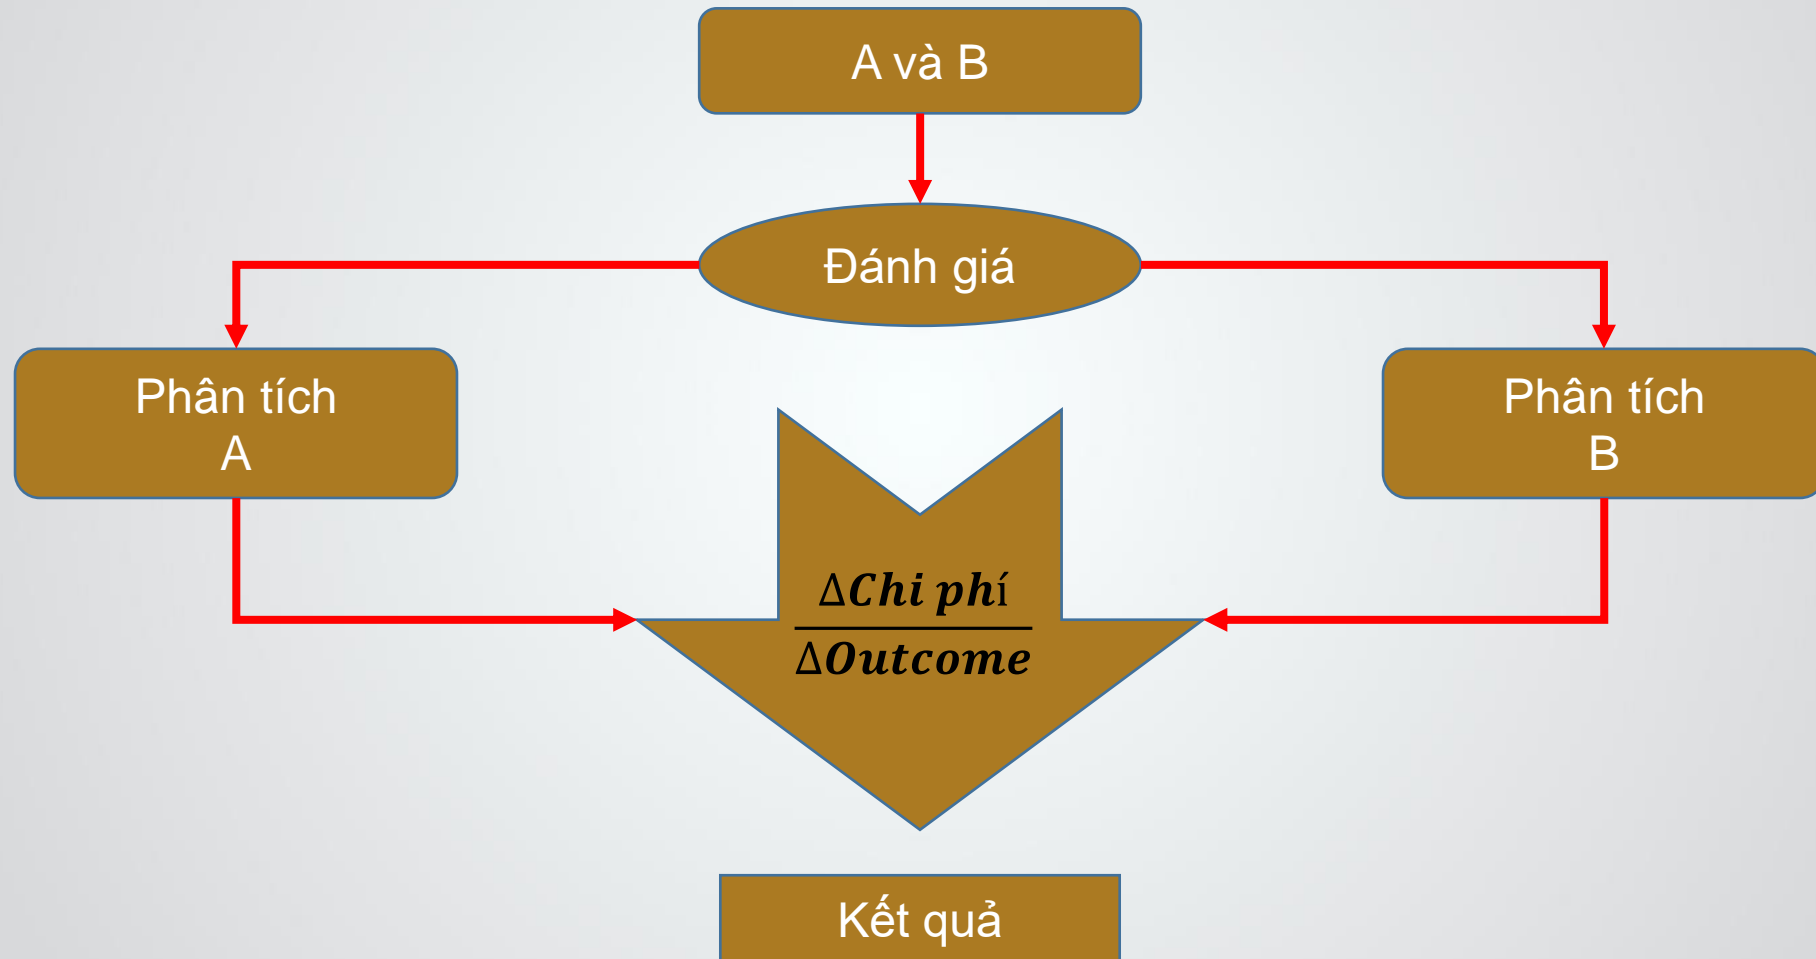 A và B
Đánh giá
Phân tích
A
Phân tích
B
ΔChi phí
ΔOutcome
Kết quả